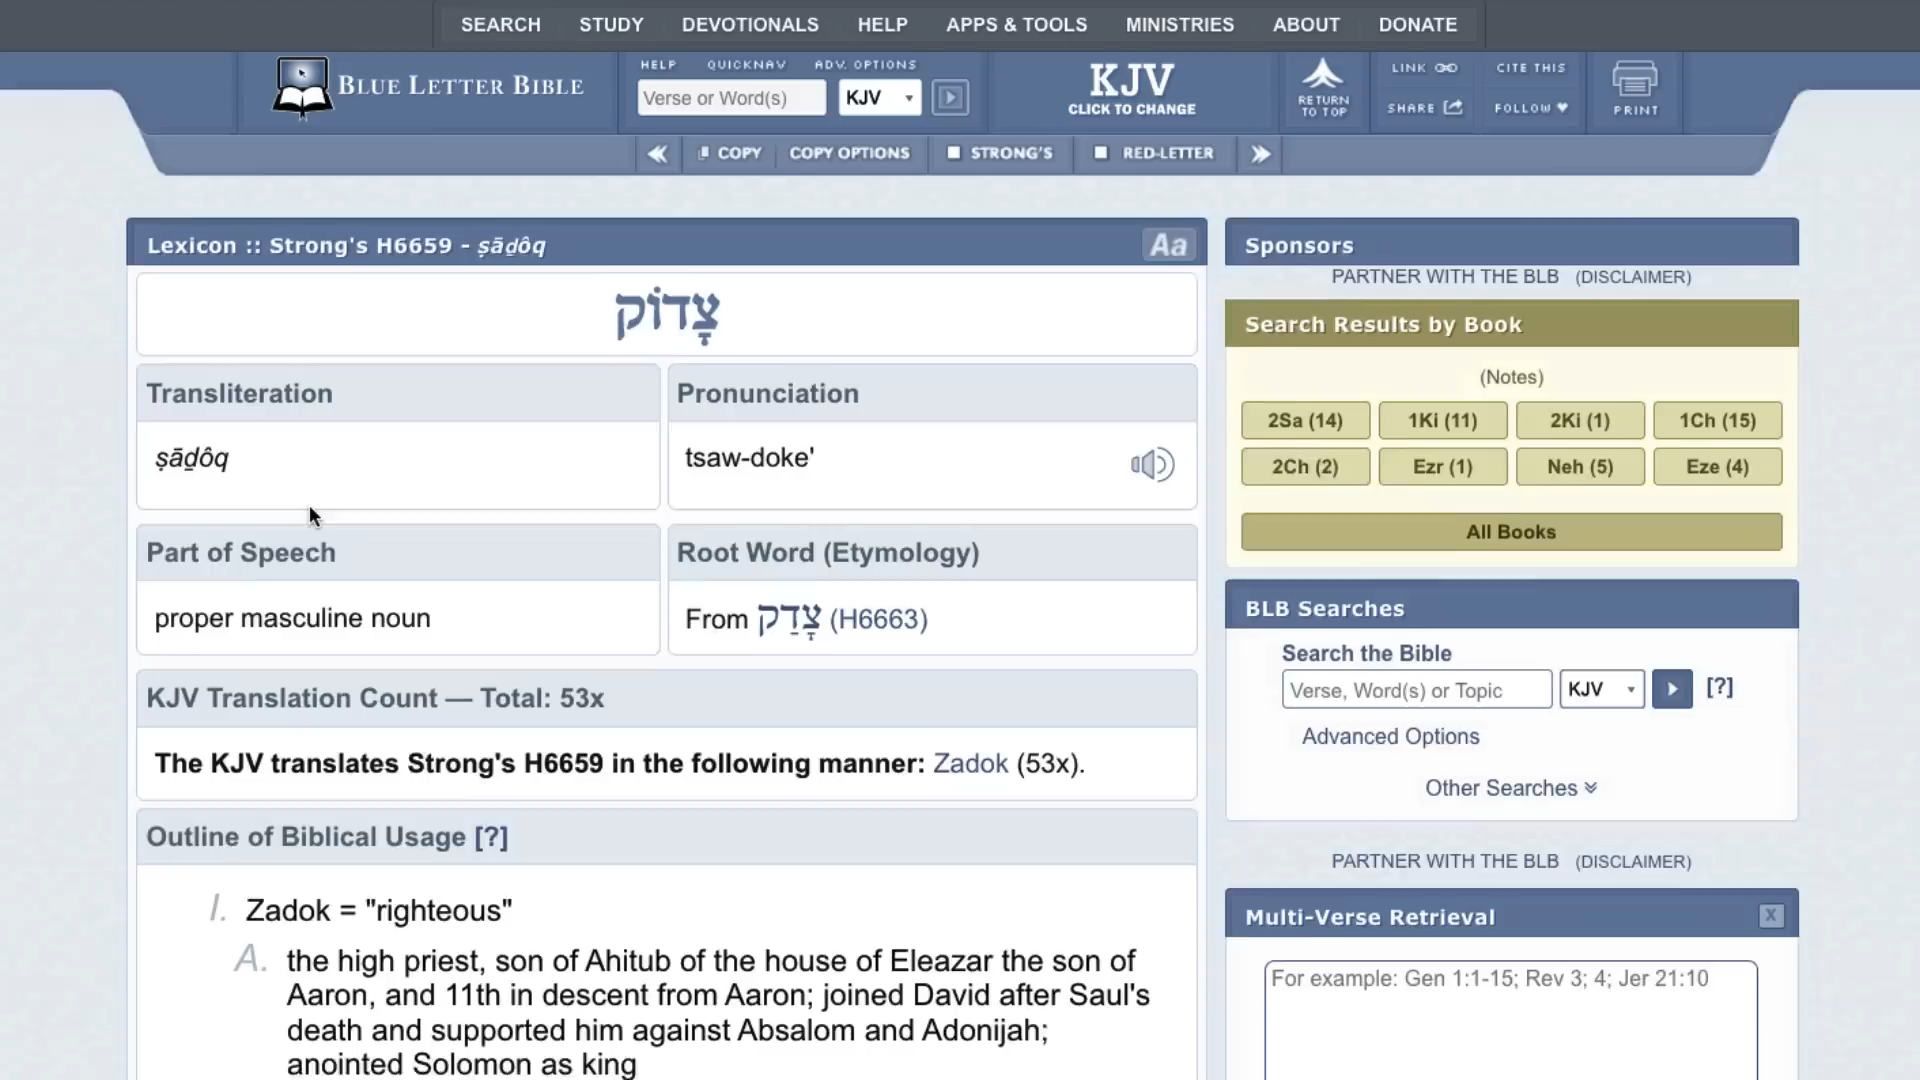 SEARCH STUDY DEVOTIONALS HELP APPS & TOOLS MINISTRIES ABOUT DONATE
BLUE LETTER BIBLE
HELP QUICKNAV ADV. OPTIONS
Verse or Word(s) KJV
KJV
CLICK TO CHANGE
RETURN
TO TOP
LINK CITE THIS
SHARE FOLLOW
PRINT
COPY COPY OPTIONS STRONG'S RED-LETTER
Lexicon :: Strong's H6659 - ṣāḏôq Aa
צָדוֹק
Transliteration
ṣāḏôq
Pronunciation
tsaw-doke'
Part of Speech
proper masculine noun
Root Word (Etymology)
From צָדַק (H6663)
KJV Translation Count — Total: 53x
The KJV translates Strong's H6659 in the following manner: Zadok (53x).
Outline of Biblical Usage [?]
I. Zadok = "righteous"
A. the high priest, son of Ahitub of the house of Eleazar the son of
Aaron, and 11th in descent from Aaron; joined David after Saul's
death and supported him against Absalom and Adonijah;
anointed Solomon as king
Sponsors
PARTNER WITH THE BLB (DISCLAIMER)
Search Results by Book
(Notes)
2Sa (14) 1Ki (11) 2Ki (1) 1Ch (15)
2Ch (2) Ezr (1) Neh (5) Eze (4)
All Books
BLB Searches
Search the Bible
Verse, Word(s) or Topic KJV [?]
Advanced Options
Other Searches
PARTNER WITH THE BLB (DISCLAIMER)
Multi-Verse Retrieval X
For example: Gen 1:1-15; Rev 3; 4; Jer 21:10